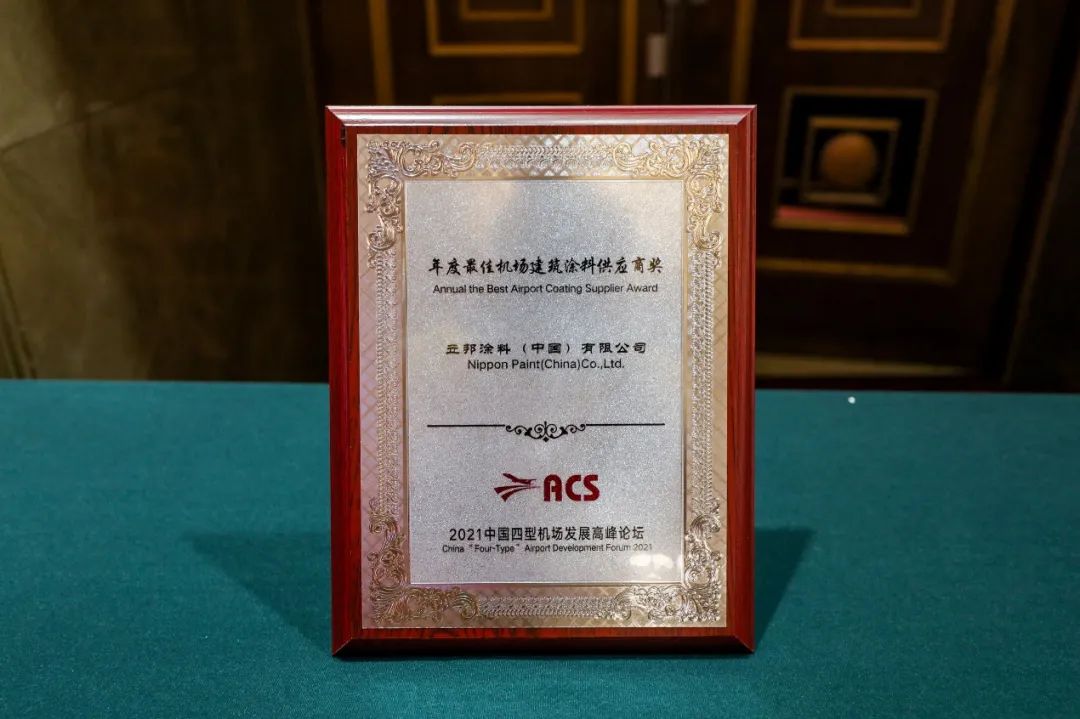 年度最佳机场建筑涂料供应商奖
Annual the Best Airport Coating Supplier Award
立邦涂料（中国）有限公司
Nippon Paint(China)Co.,Ltd.
ACS
2021中国四型机场发展高峰论坛
China "Four-Type" Airport Development Forum 2021